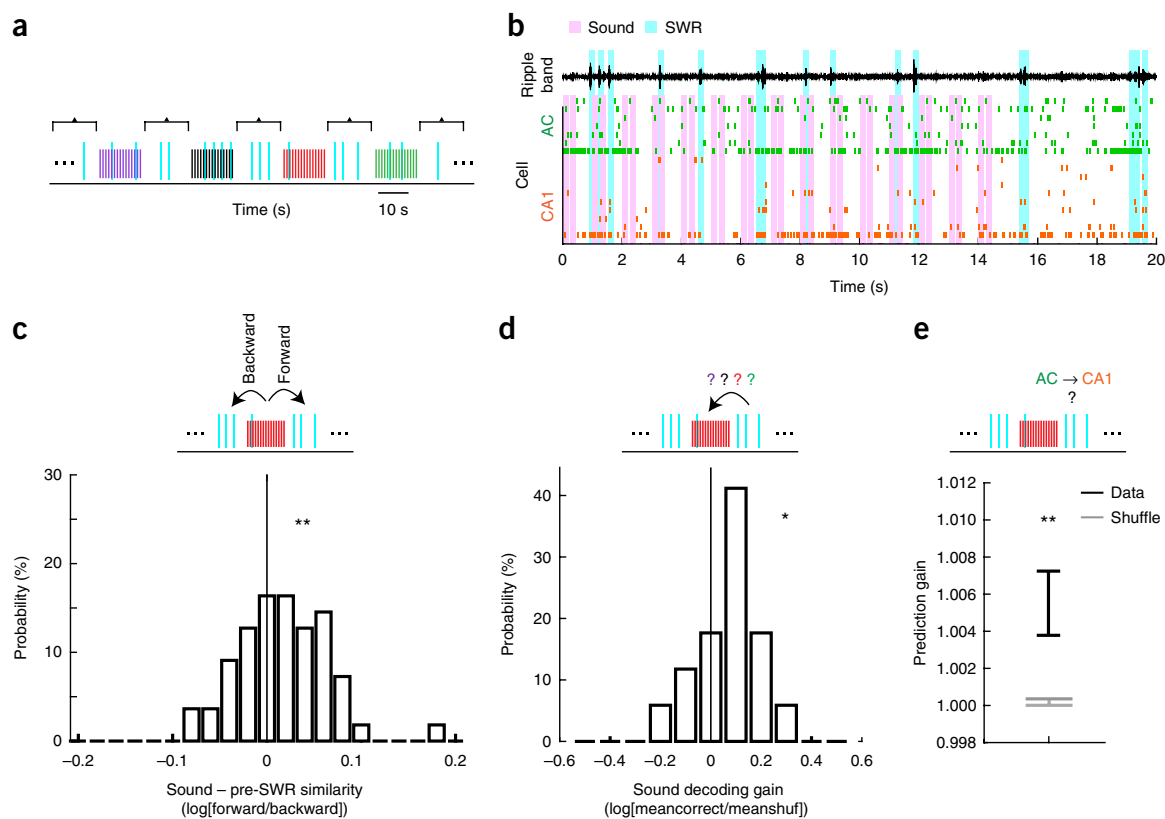 a
Time (s)
10 s
b
Sound
SWR
Ripple
band
AC
CA1
Cell
0
2
4
6
8
10
12
14
16
18
20
Time (s)
c
Backward
Forward
30
20
10
0
Probability (%)
**
–0.2
–0.1
0
0.1
0.2
Sound – pre-SWR similarity
(log[forward/backward])
d
? ? ? ?
40
30
20
10
0
Probability (%)
*
–0.6
–0.4
–0.2
0
0.2
0.4
0.6
Sound decoding gain
(log[meancorrect/meanshuf])
e
AC → CA1
?
1.012
1.010
1.008
1.006
1.004
1.002
1.000
0.998
Prediction gain
**
Data
Shuffle